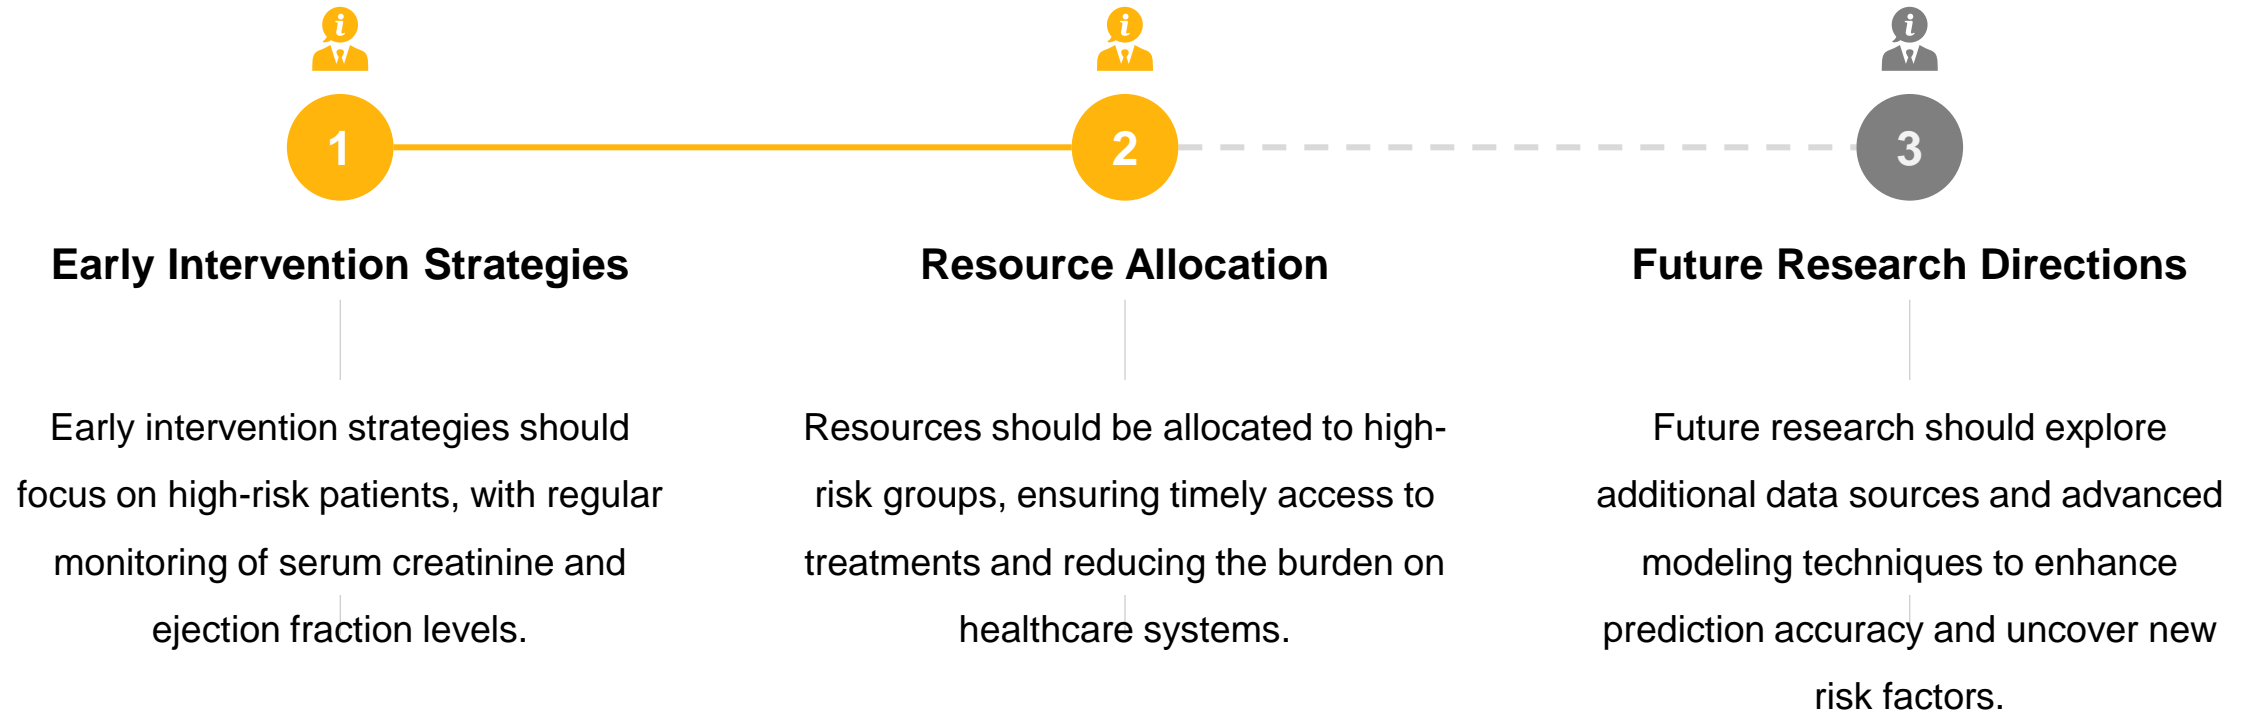 i
i
i
1
2
3
Early Intervention Strategies
Resource Allocation
Future Research Directions
Early intervention strategies should
focus on high-risk patients, with regular
monitoring of serum creatinine and
ejection fraction levels.
Resources should be allocated to high-
risk groups, ensuring timely access to
treatments and reducing the burden on
healthcare systems.
Future research should explore
additional data sources and advanced
modeling techniques to enhance
prediction accuracy and uncover new
risk factors.